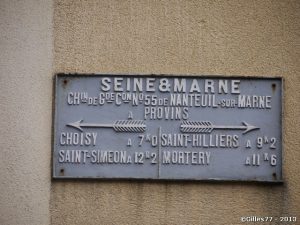 SEINE & MARNE
CHIN DE GDE COM NO 55 DE NANTEUIL-SUR-MARNE
A PROVINS
CHOISY A 7K0 SAINT-HILLIERS A 9K2
SAINT-SIMEON A 12K2 MORTERY A 11K6
©Gilles77 - 2013